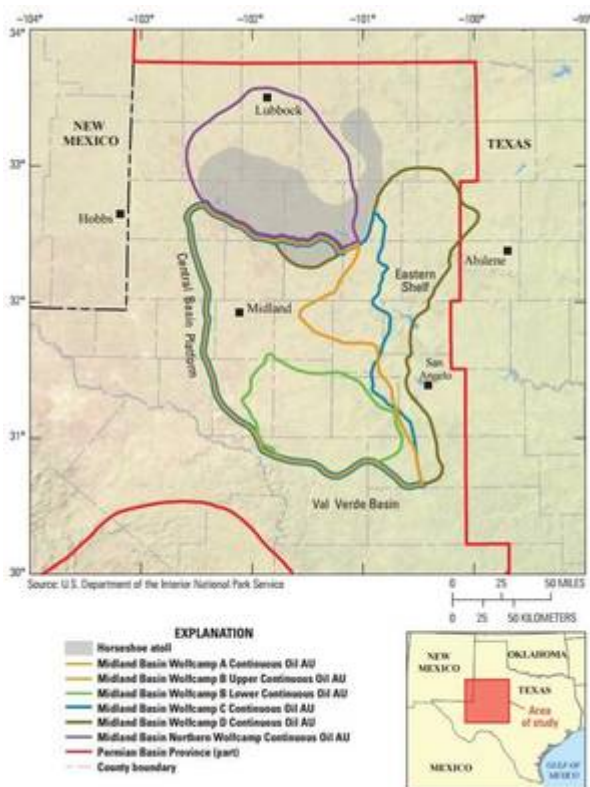 –104° –103° –102° –101° –100° –99°
34°
Lubbock
NEW
MEXICO
TEXAS
33°
Hobbs
Abilene
Eastern
Shelf
Central Basin Platform
32°
Midland
San
Angelo
31°
Val Verde Basin
30°
Source: U.S. Department of the Interior National Park Service
0 25 50 MILES
0 25 50 KILOMETERS
EXPLANATION
Horseshoe atoll
Midland Basin Wolfcamp A Continuous Oil AU
Midland Basin Wolfcamp B Upper Continuous Oil AU
Midland Basin Wolfcamp B Lower Continuous Oil AU
Midland Basin Wolfcamp C Continuous Oil AU
Midland Basin Wolfcamp D Continuous Oil AU
Midland Basin Northern Wolfcamp Continuous Oil AU
Permian Basin Province (part)
County boundary
NEW
MEXICO
OKLAHOMA
TEXAS
Area
of study
MEXICO
GULF OF
MEXICO